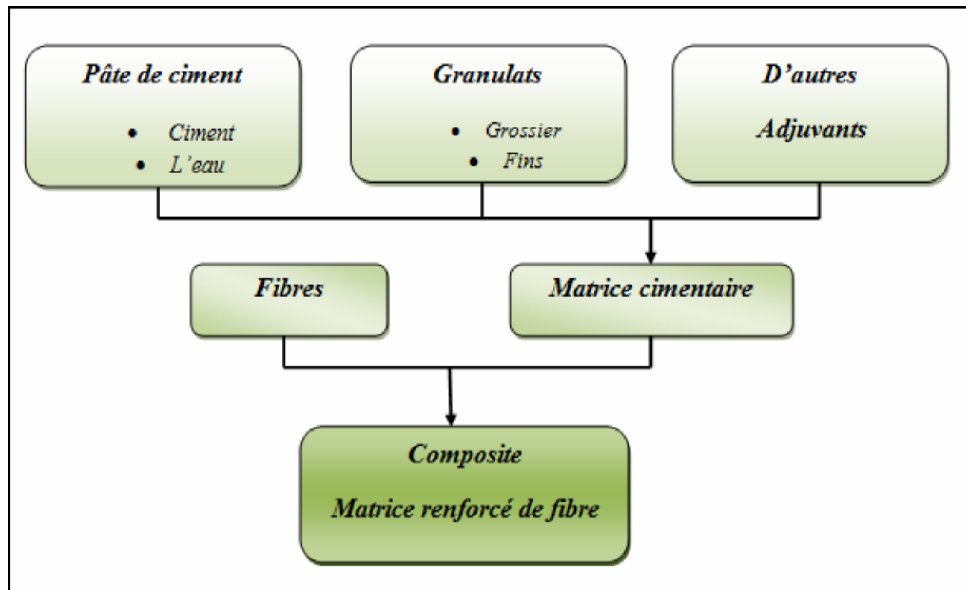 Pâte de ciment
• Ciment
• L'eau
Granulats
• Grossier
• Fins
D'autres
Adjuvants
Fibres
Matrice cimentaire
Composite
Matrice renforcé de fibre